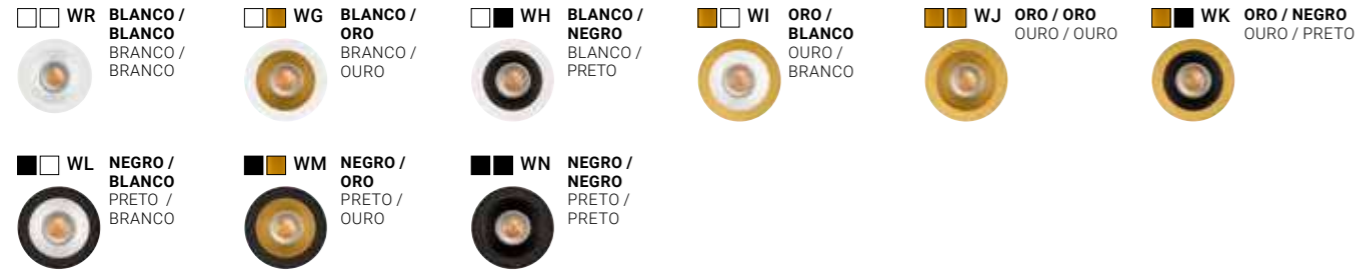 WR BLANCO /
BLANCO
BRANCO /
BRANCO
WG BLANCO /
ORO
BRANCO /
OURO
WH BLANCO /
NEGRO
BLANCO /
PRETO
WI ORO /
BLANCO
OURO /
BRANCO
WJ ORO / ORO
OURO / OURO
WK ORO / NEGRO
OURO / PRETO
WL NEGRO /
BLANCO
PRETO /
BRANCO
WM NEGRO /
ORO
PRETO /
OURO
WN NEGRO /
NEGRO
PRETO /
PRETO